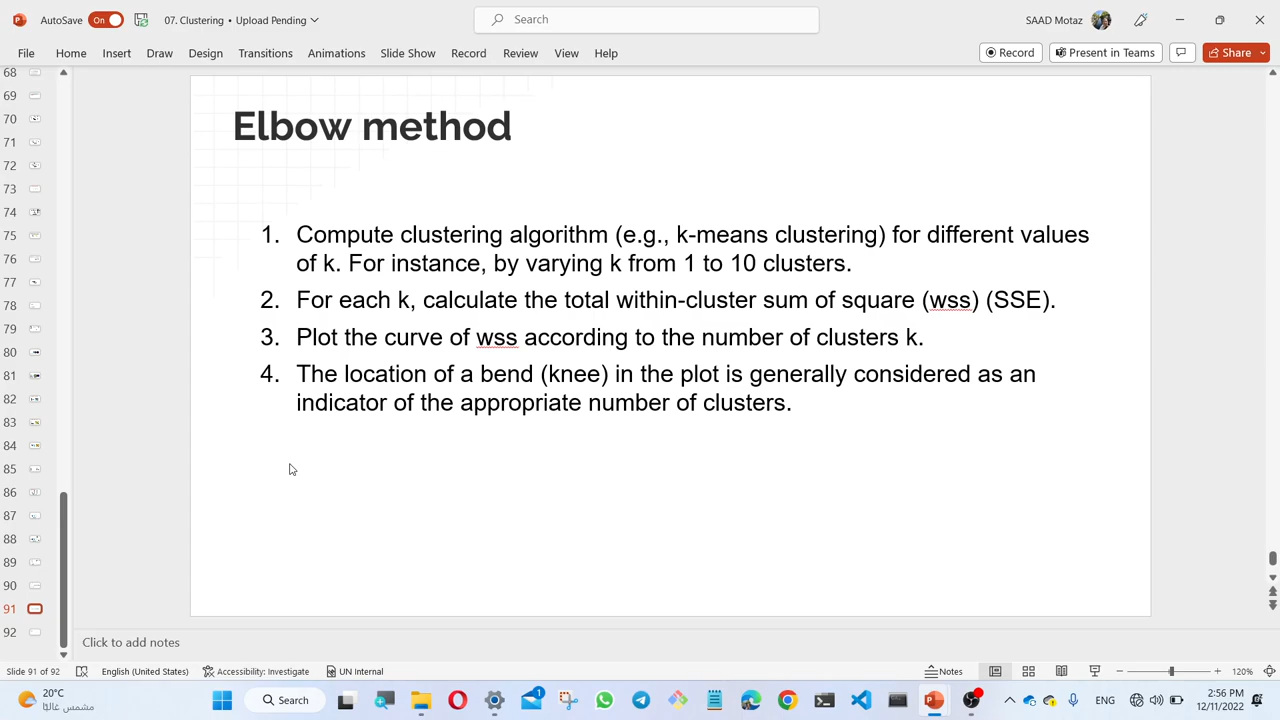 AutoSave On 07. Clustering • Upload Pending Search SAAD Motaz
File Home Insert Draw Design Transitions Animations Slide Show Record Review View Help Record Present in Teams Share
68
69
70
71
72
73
74
75
76
77
78
79
80
81
82
83
84
85
86
87
88
89
90
91
92
Elbow method
1. Compute clustering algorithm (e.g., k-means clustering) for different values
of k. For instance, by varying k from 1 to 10 clusters.
2. For each k, calculate the total within-cluster sum of square (wss) (SSE).
3. Plot the curve of wss according to the number of clusters k.
4. The location of a bend (knee) in the plot is generally considered as an
indicator of the appropriate number of clusters.
Click to add notes
Slide 91 of 92 English (United States) Accessibility: Investigate UN Internal Notes 120%
20°C
مشمس غالبًا
Search
1
ENG
2:56 PM
12/11/2022